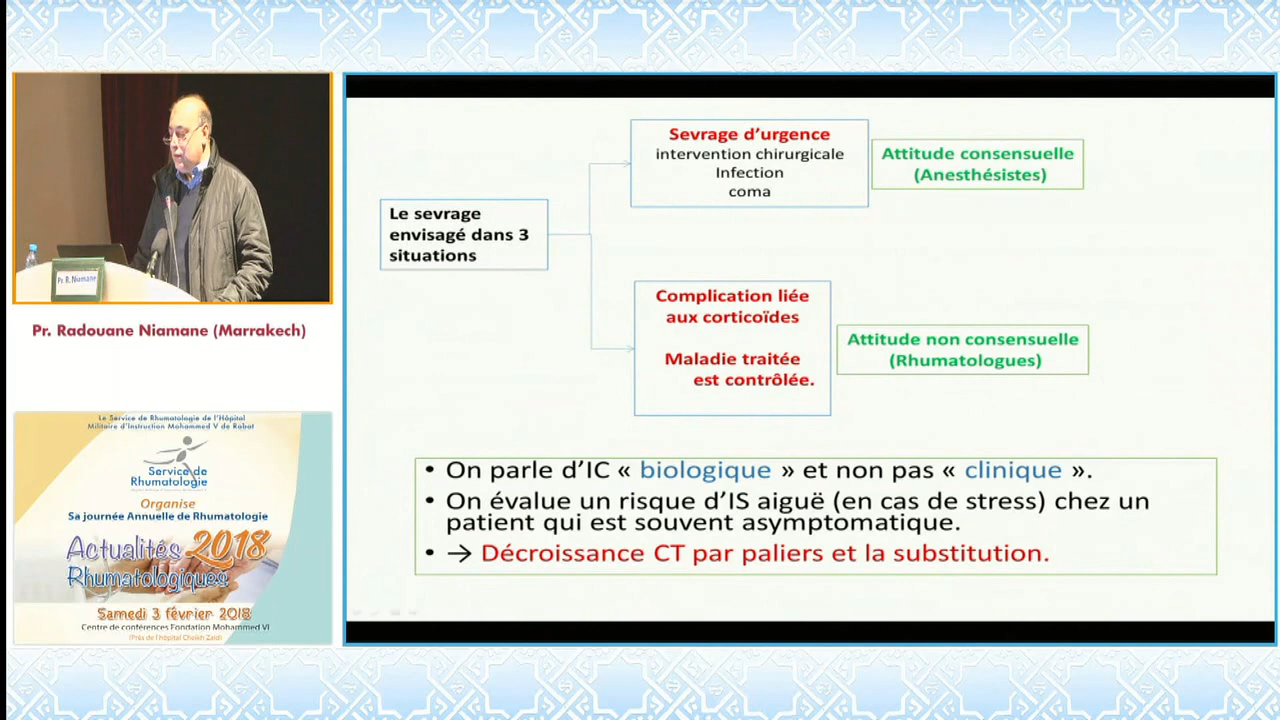 Pr. R. Niamane
Pr. Radouane Niamane (Marrakech)
Le Service de Rhumatologie de l'Hôpital
Militaire d'Instruction Mohammed V de Rabat
Service de
Rhumatologie
Organise
Sa journée Annuelle de Rhumatologie
Actualités 2018
Rhumatologiques
Samedi 3 février 2018
Centre de conférences Fondation Mohammed VI
(Près de l'hôpital Cheikh Zaid)
Le sevrage
envisagé dans 3
situations
Sevrage d'urgence
intervention chirurgicale
Infection
coma
Attitude consensuelle
(Anesthésistes)
Complication liée
aux corticoïdes
Maladie traitée
est contrôlée.
Attitude non consensuelle
(Rhumatologues)
• On parle d'IC « biologique » et non pas « clinique ».
• On évalue un risque d'IS aiguë (en cas de stress) chez un
patient qui est souvent asymptomatique.
• → Décroissance CT par paliers et la substitution.